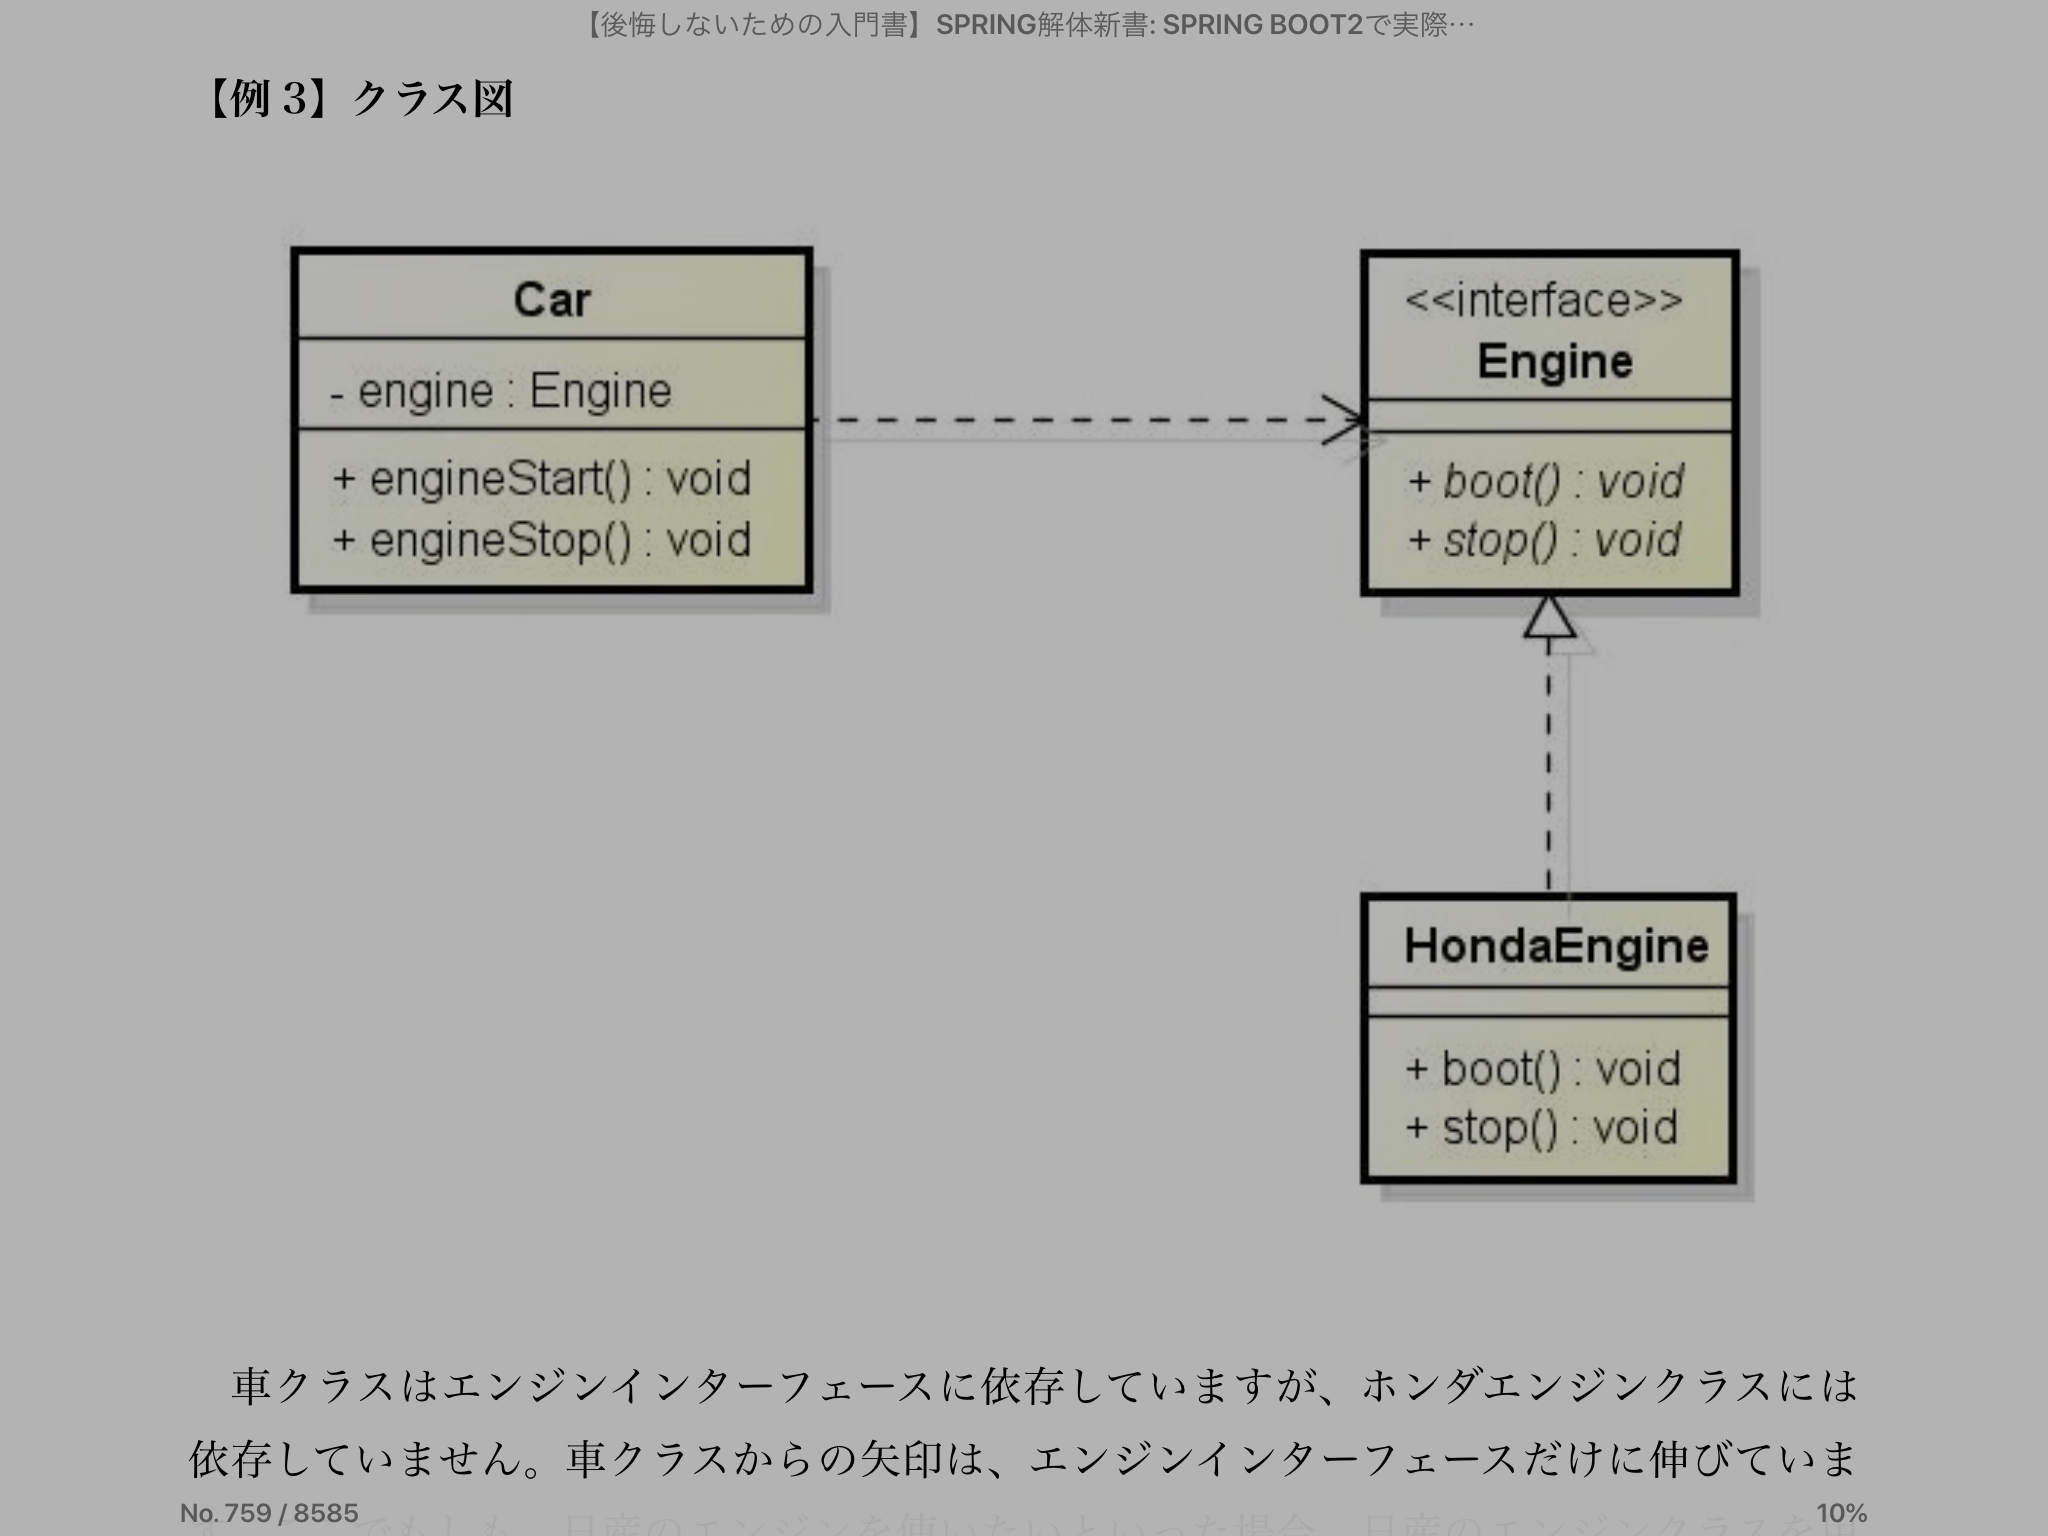 【後悔しないための入門書】SPRING解体新書: SPRING BOOT2で実際…
【例 3】クラス図
Car
- engine : Engine
+ engineStart() : void
+ engineStop() : void
<<interface>>
Engine
+ boot() : void
+ stop() : void
HondaEngine
+ boot() : void
+ stop() : void
車クラスはエンジンインターフェースに依存していますが、ホンダエンジンクラスには
依存していません。車クラスからの矢印は、エンジンインターフェースだけに伸びていま
No. 759 / 8585
10%